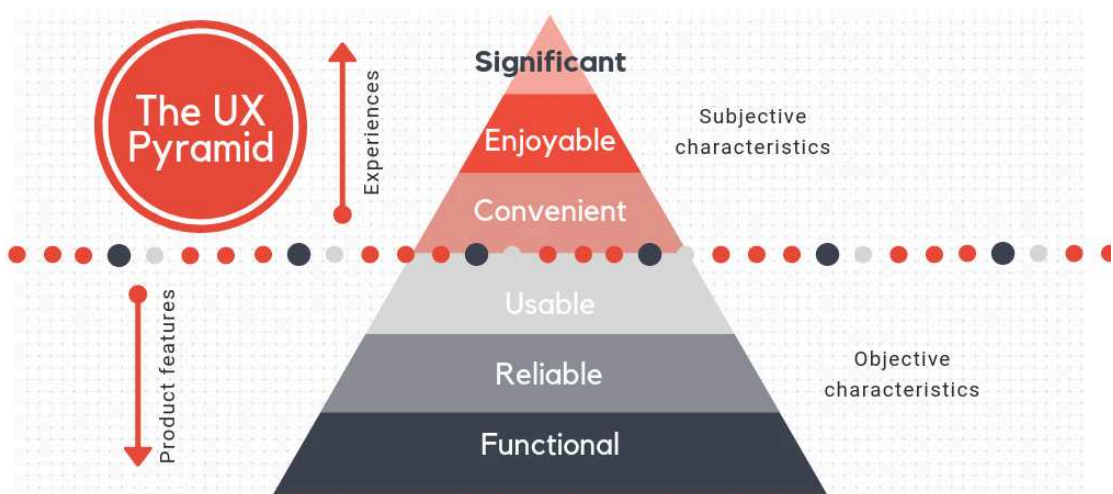 The UX
Pyramid
Experiences
Significant
Enjoyable
Convenient
Subjective
characteristics
Product features
Usable
Reliable
Functional
Objective
characteristics